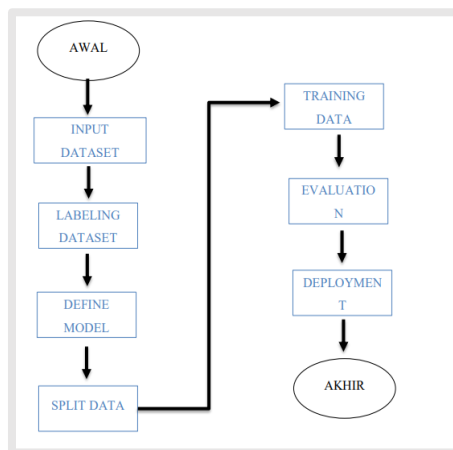 AWAL
INPUT
DATASET
LABELING
DATASET
DEFINE
MODEL
SPLIT DATA
TRAINING
DATA
EVALUATIO
N
DEPLOYMEN
T
AKHIR